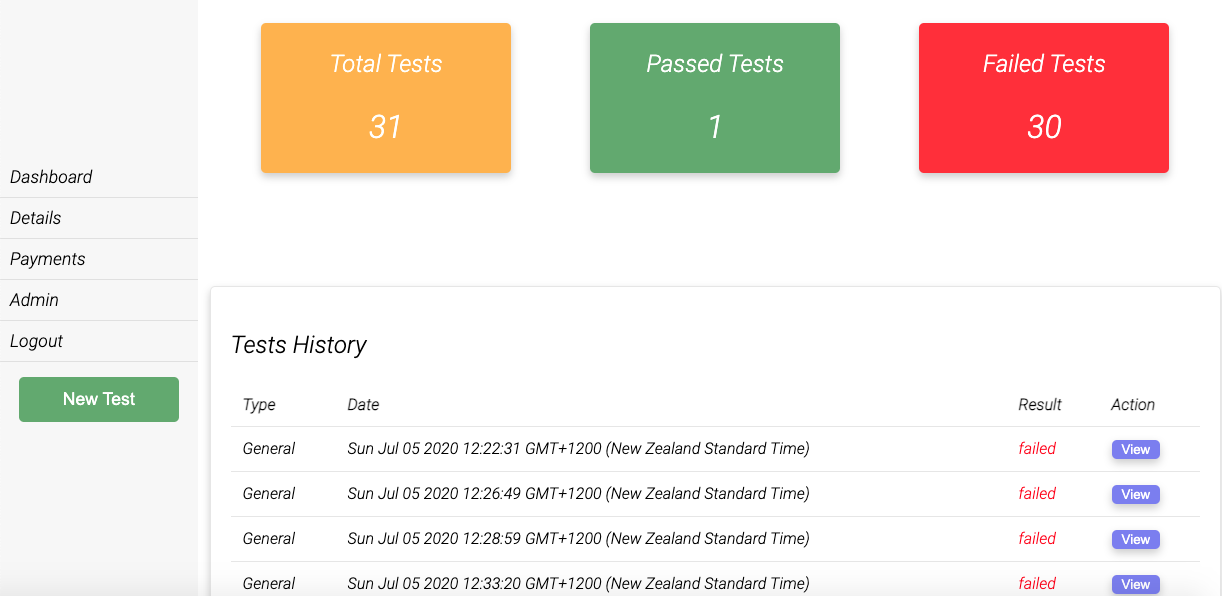 Total Tests
31
Passed Tests
1
Failed Tests
30
Dashboard
Details
Payments
Admin
Logout
New Test
Tests History
Type Date Result Action
General Sun Jul 05 2020 12:22:31 GMT+1200 (New Zealand Standard Time) failed View
General Sun Jul 05 2020 12:26:49 GMT+1200 (New Zealand Standard Time) failed View
General Sun Jul 05 2020 12:28:59 GMT+1200 (New Zealand Standard Time) failed View
General Sun Jul 05 2020 12:33:20 GMT+1200 (New Zealand Standard Time) failed View